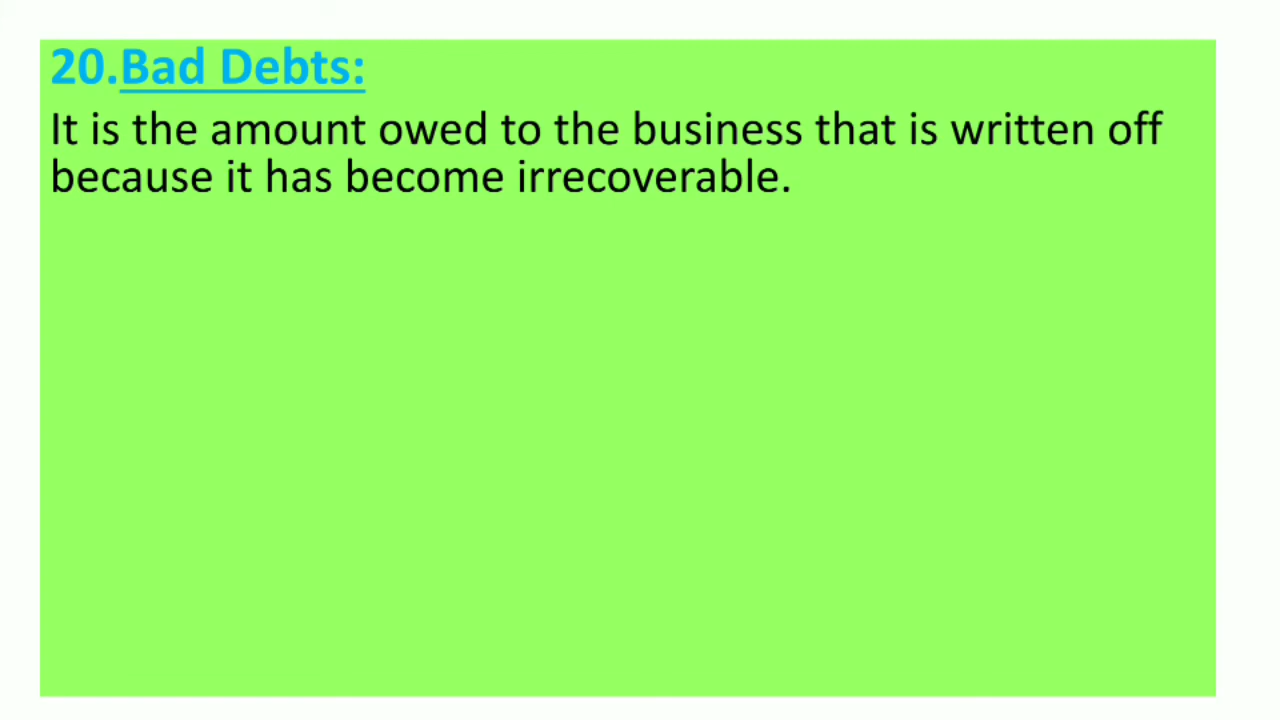 20.Bad Debts:
It is the amount owed to the business that is written off
because it has become irrecoverable.